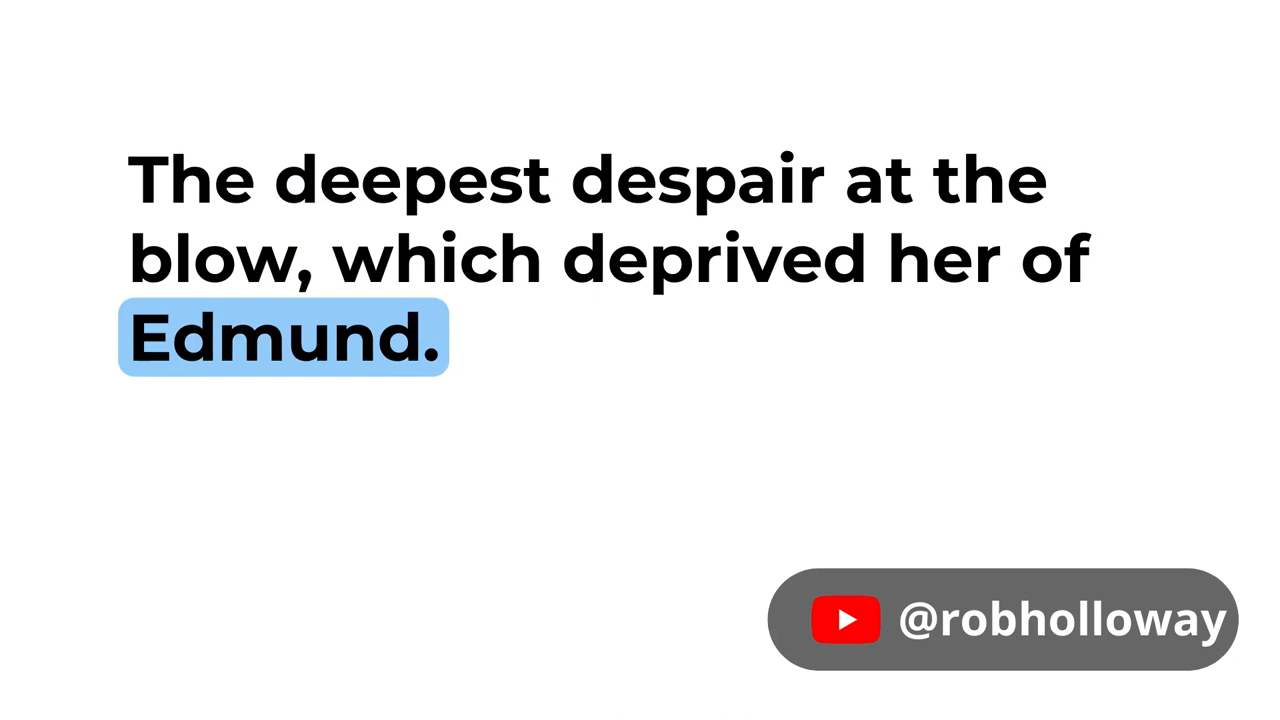 The deepest despair at the
blow, which deprived her of
Edmund.
@robholloway